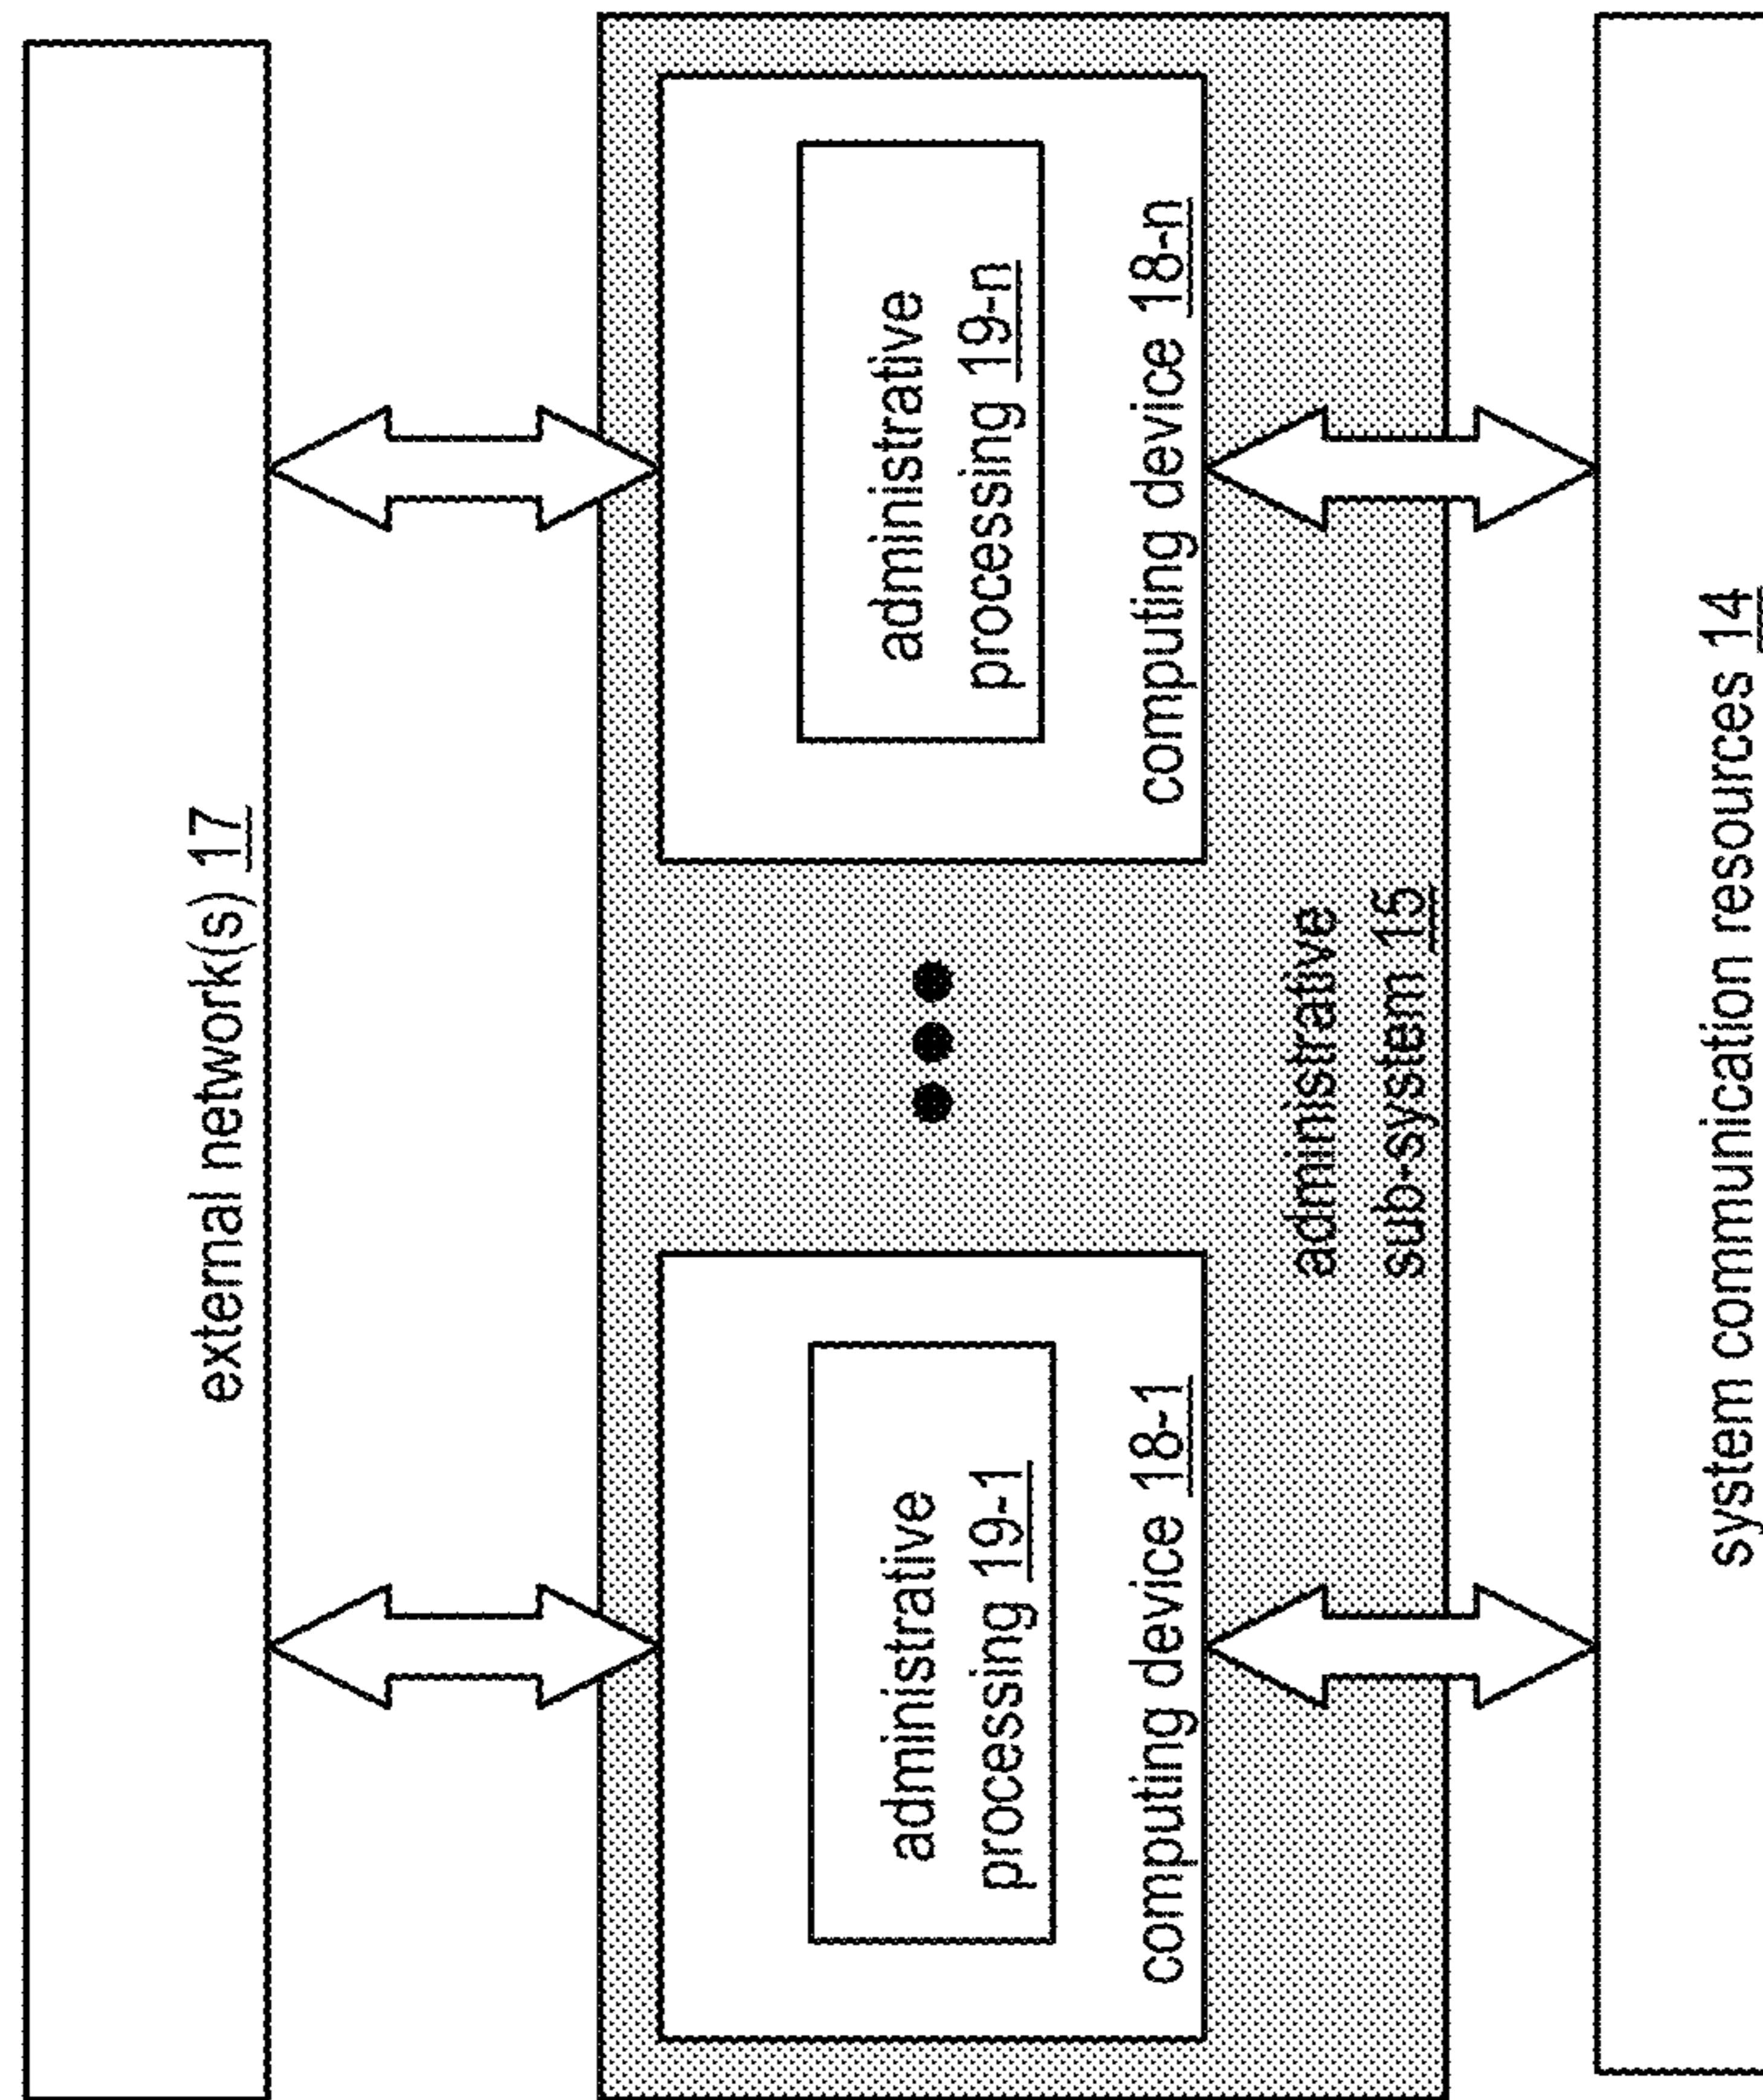 external network(s) 17
administrative
processing 19-1
computing device 18-1
administrative
processing 19-n
computing device 18-n
administrative
sub-system 15
system communication resources 14